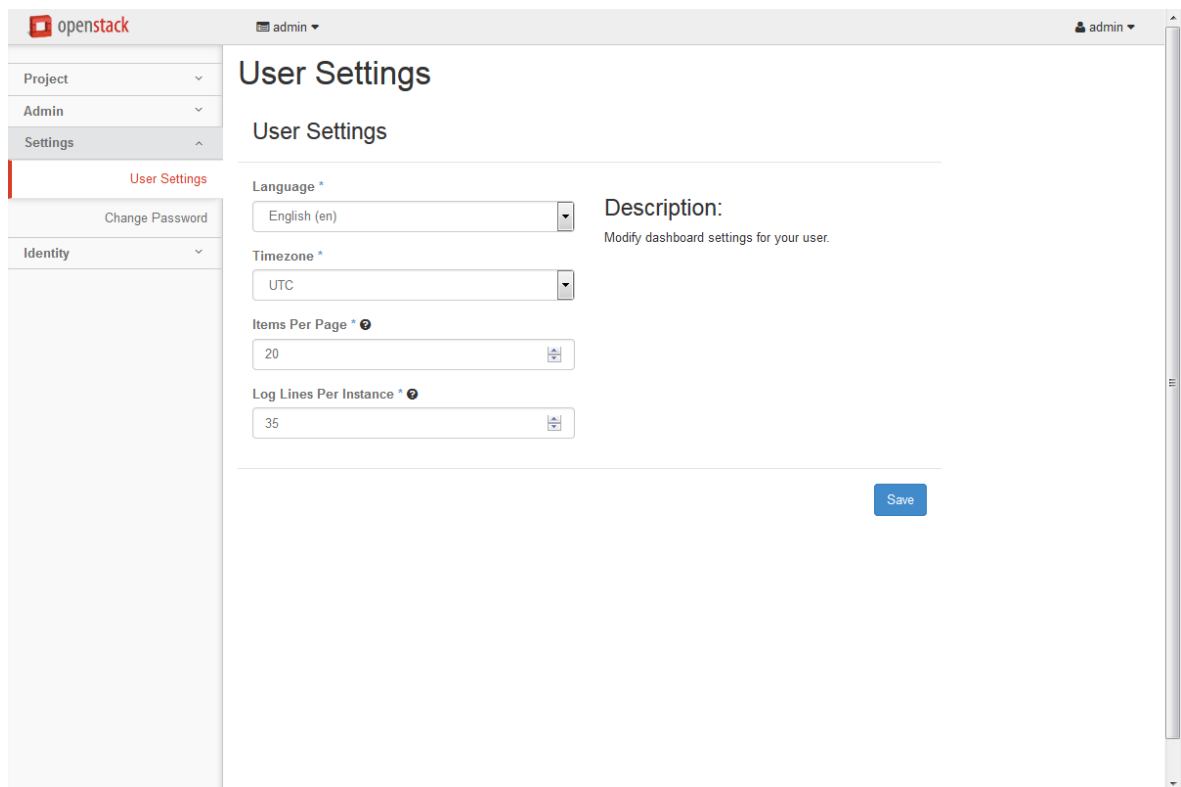 openstack
admin
admin
Project
Admin
Settings
User Settings
Change Password
Identity
User Settings
User Settings
Language *
English (en)
Timezone *
UTC
Items Per Page *
20
Log Lines Per Instance *
35
Description:
Modify dashboard settings for your user.
Save